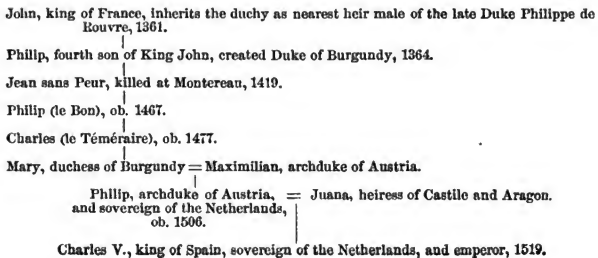 John, king of France, inherits the duchy as nearest heir male of the late Duke Philippe de
Rouvre, 1361.
Philip, fourth son of King John, created Duke of Burgundy, 1364.
Jean sans Peur, killed at Montereau, 1419.
Philip (le Bon), ob. 1467.
Charles (le Téméraire), ob. 1477.
Mary, duchess of Burgundy = Maximilian, archduke of Austria.
Philip, archduke of Austria, = Juana, heiress of Castile and Aragon.
and sovereign of the Netherlands,
ob. 1506.
Charles V., king of Spain, sovereign of the Netherlands, and emperor, 1519.